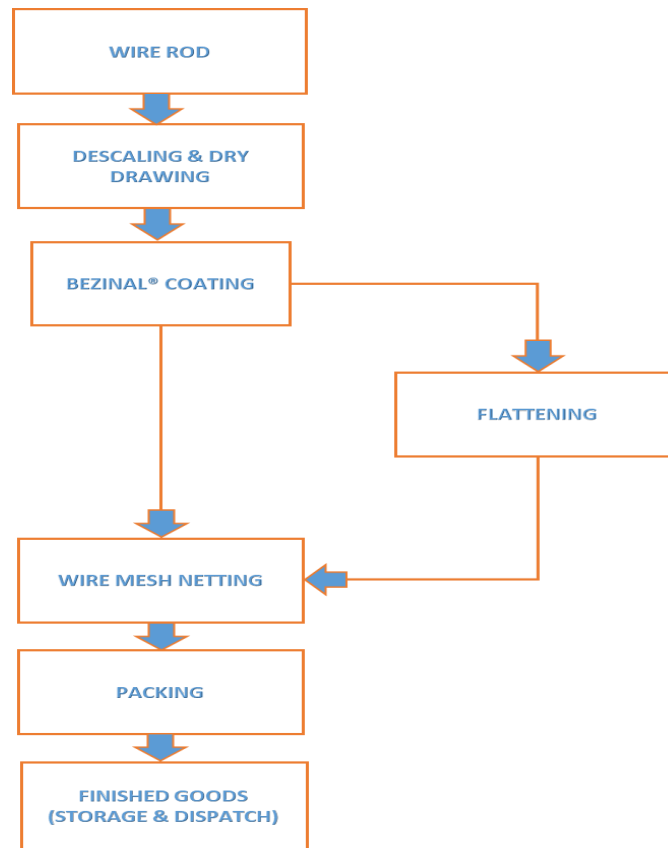 WIRE ROD
DESCALING & DRY
DRAWING
BEZINAL® COATING
FLATTENING
WIRE MESH NETTING
PACKING
FINISHED GOODS
(STORAGE & DISPATCH)